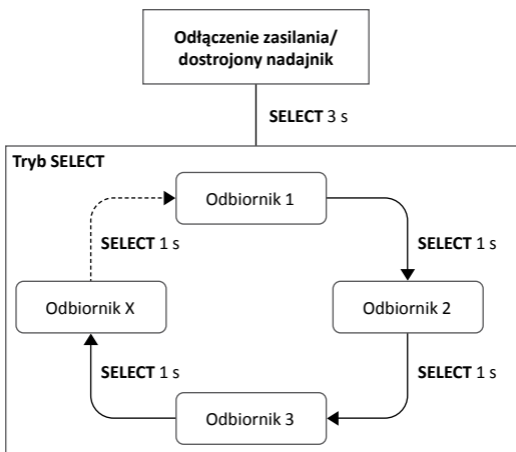 Odłączenie zasilania/
dostrojony nadajnik
SELECT 3 s
Tryb SELECT
Odbiornik 1
SELECT 1 s
SELECT 1 s
Odbiornik X
Odbiornik 2
SELECT 1 s
SELECT 1 s
Odbiornik 3